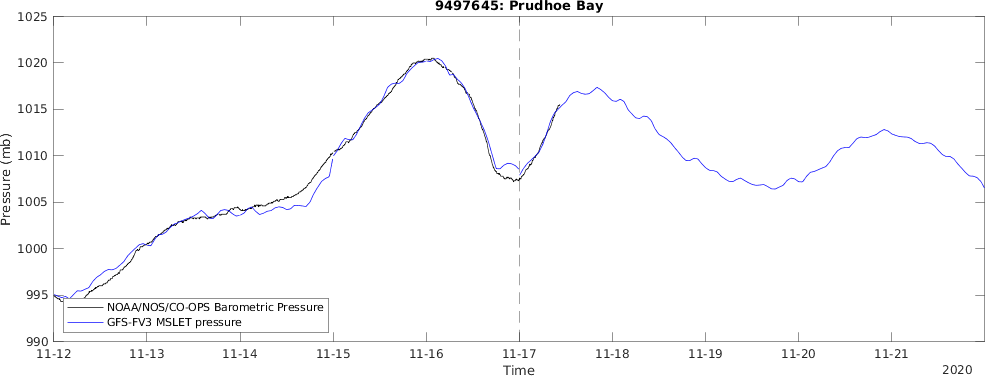 9497645: Prudhoe Bay
1025
1020
1015
1010
1005
1000
995
990
Pressure (mb)
NOAA/NOS/CO-OPS Barometric Pressure
GFS-FV3 MSLET pressure
11-12 11-13 11-14 11-15 11-16 11-17 11-18 11-19 11-20 11-21
Time
2020